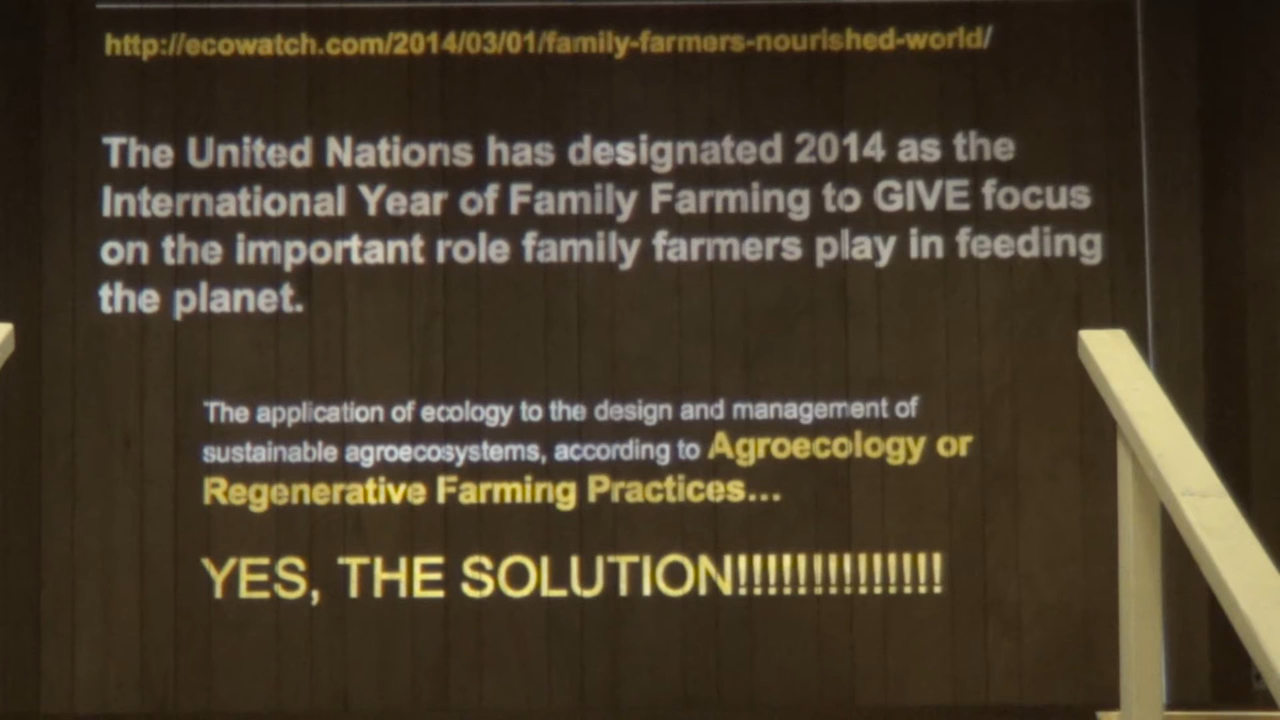 http://ecowatch.com/2014/03/01/family-farmers-nourished-world/
The United Nations has designated 2014 as the
International Year of Family Farming to GIVE focus
on the important role family farmers play in feeding
the planet.
The application of ecology to the design and management of
sustainable agroecosystems, according to Agroecology or
Regenerative Farming Practices...
YES, THE SOLUTION!!!!!!!!!!!!!!!!